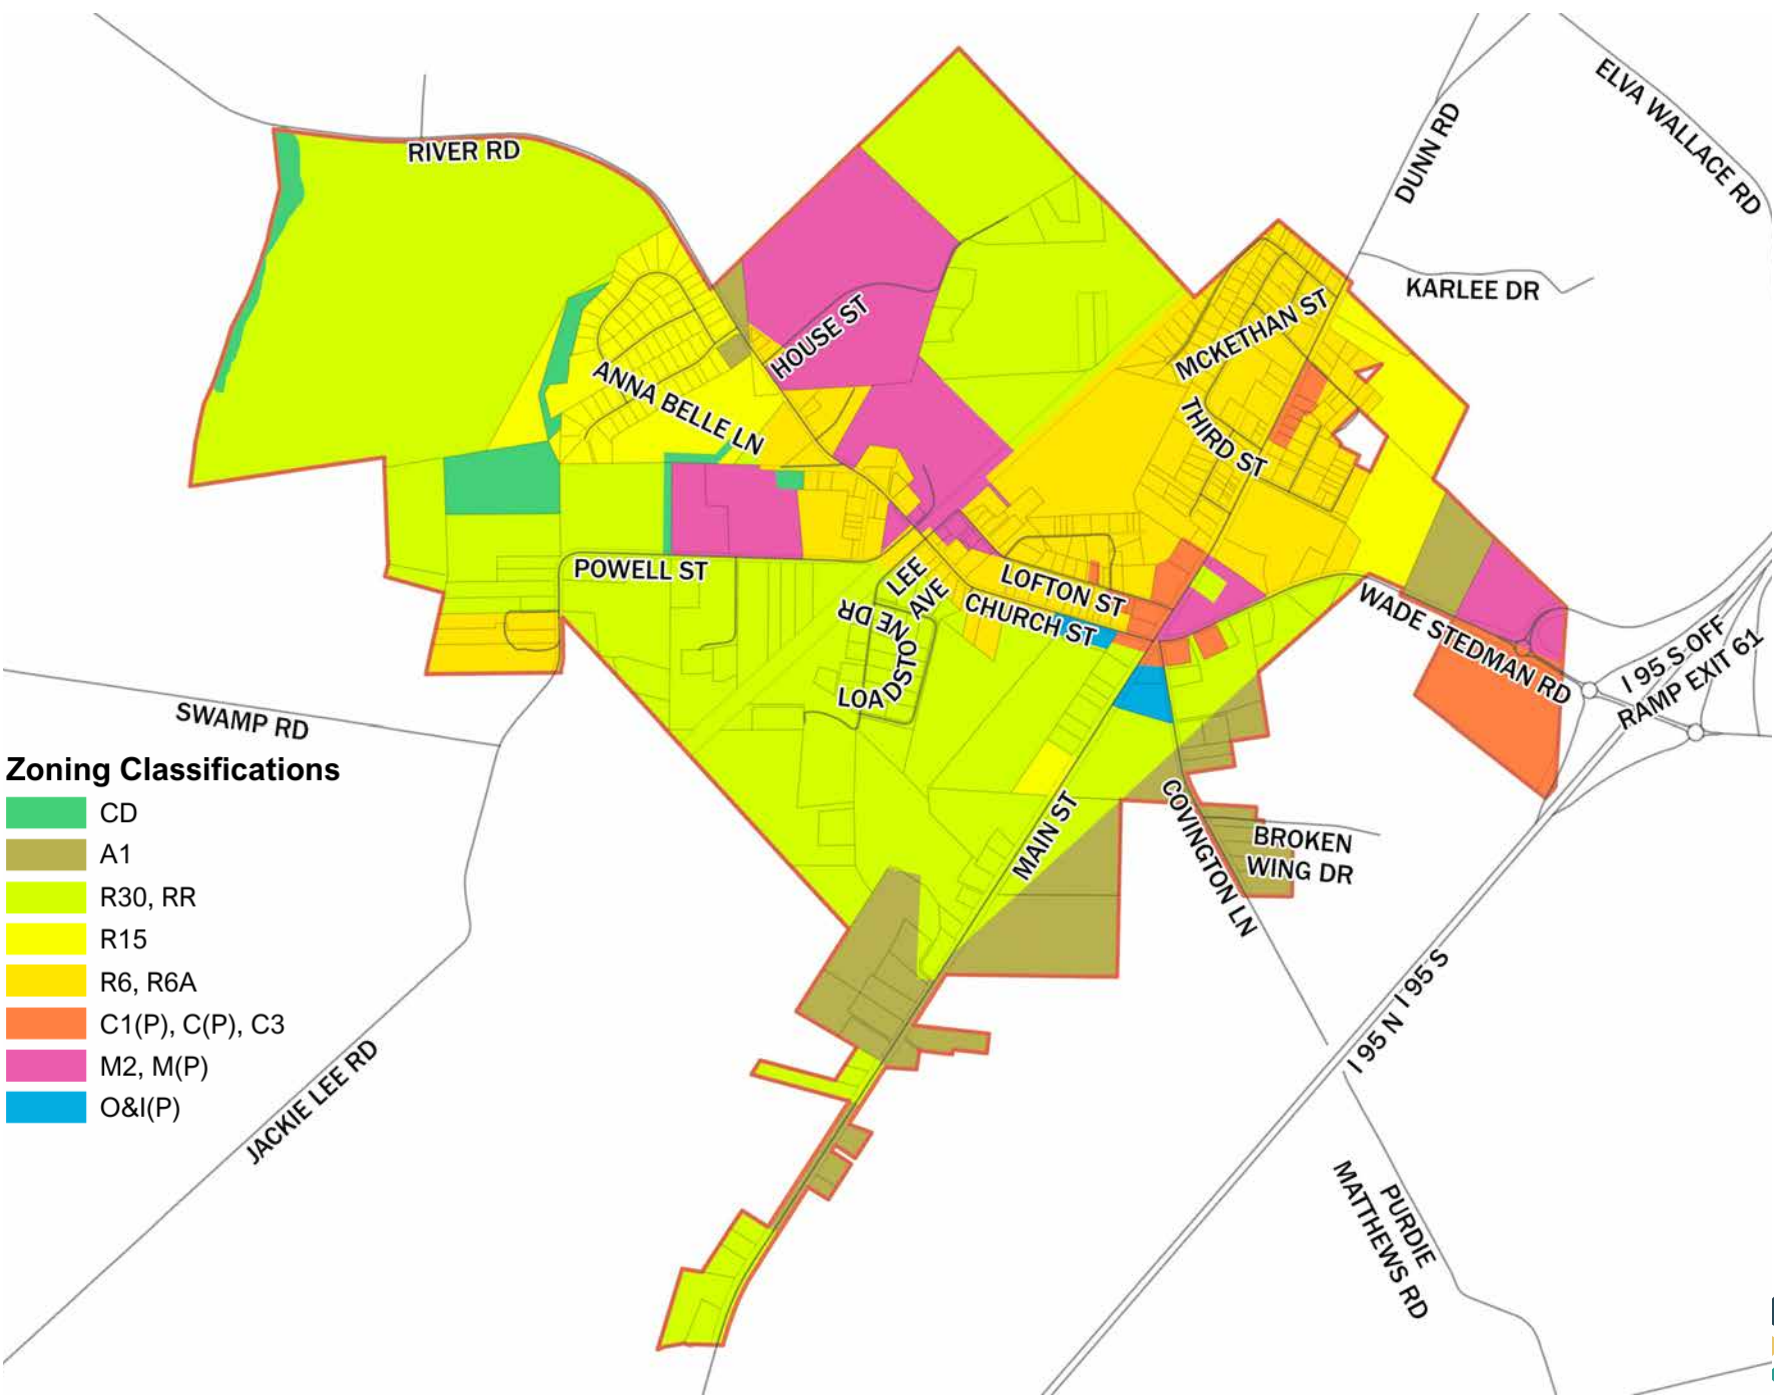 ELVA WALLACE RD
DUNN RD
RIVER RD
KARLEE DR
MCKETHAN ST
HOUSE ST
ANNA BELLE LN
THIRD ST
POWELL ST
LEE
AVE
LOFTON ST
CHURCH ST
LOADSTONE DR
WADE STEDMAN RD
I 95 S OFF
RAMP EXIT 61
SWAMP RD
MAIN ST
COVINGTON LN
BROKEN
WING DR
I 95 N I 95 S
JACKIE LEE RD
PURDIE
MATTHEWS RD
Zoning Classifications
CD
A1
R30, RR
R15
R6, R6A
C1(P), C(P), C3
M2, M(P)
O&I(P)